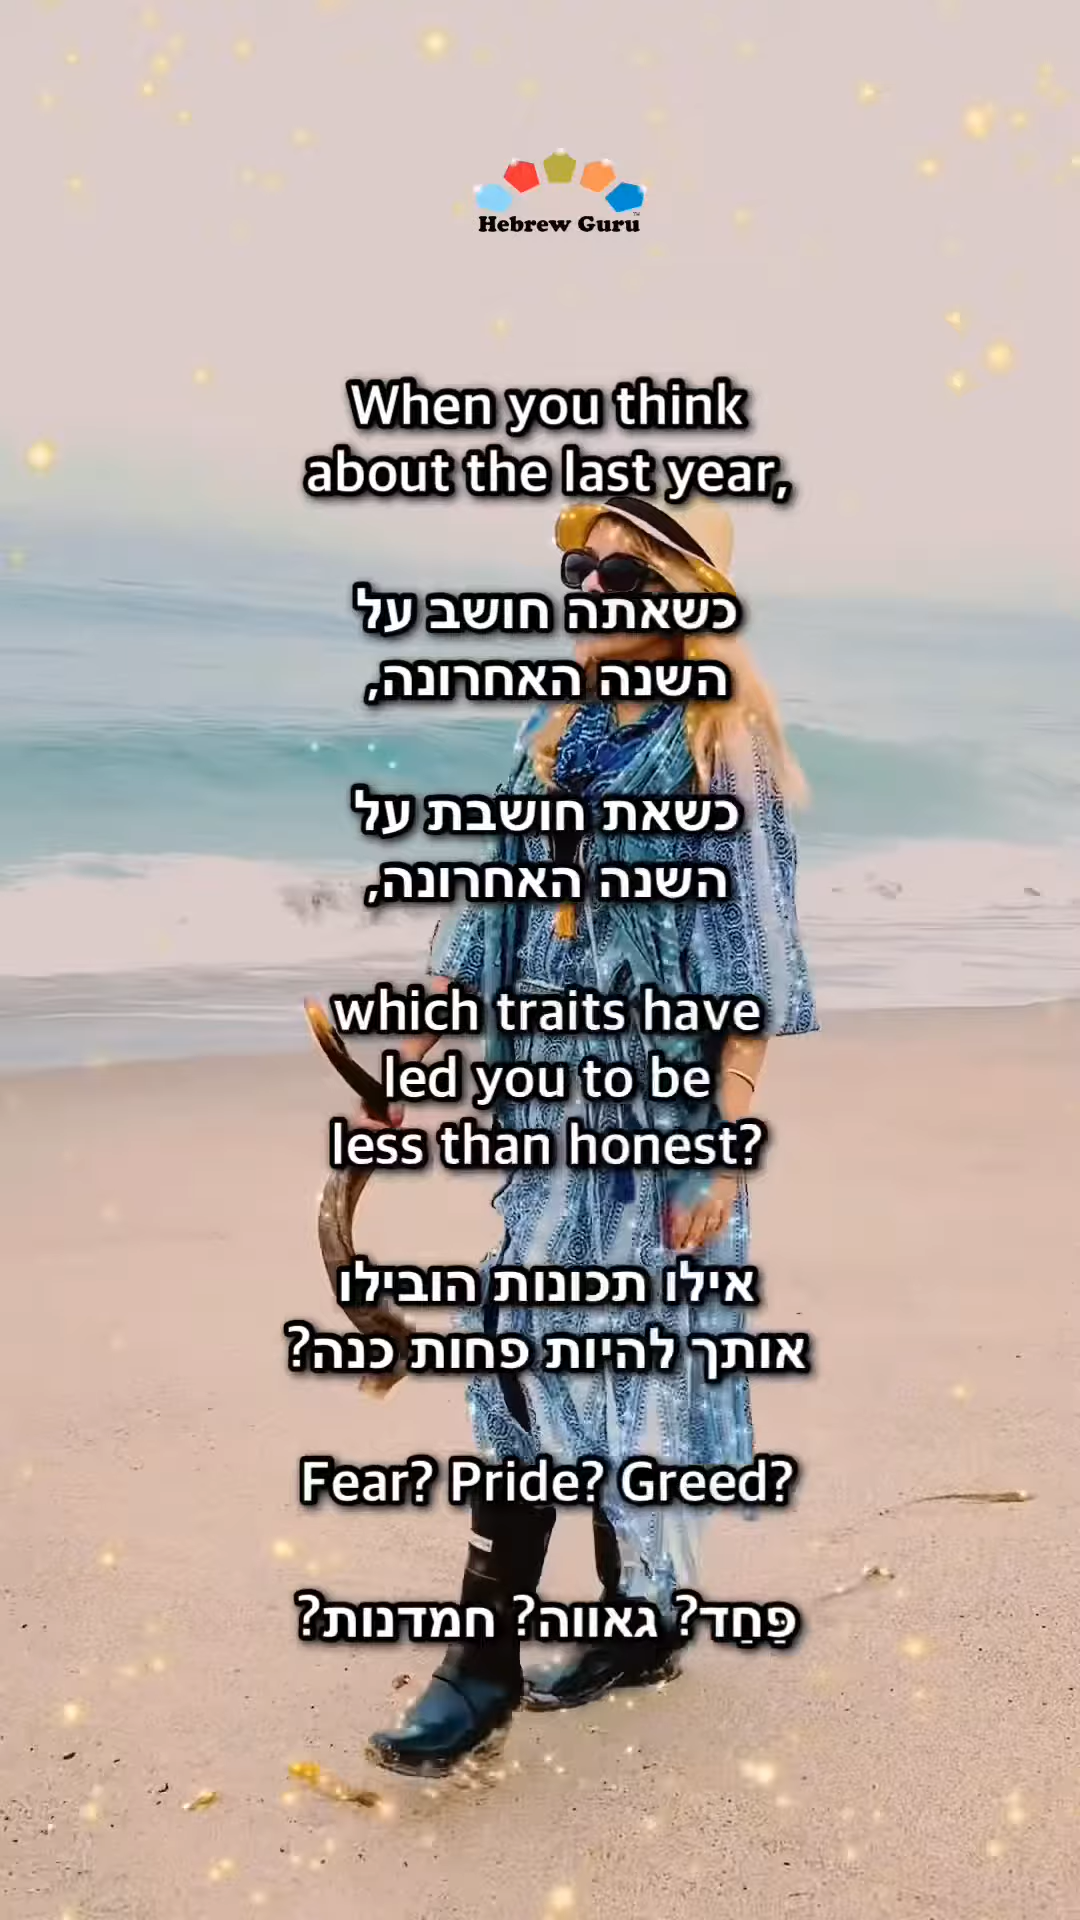 Hebrew Guru
When you think
about the last year,
כשאתה חושב על
השנה האחרונה,
כשאת חושבת על
השנה האחרונה,
which traits have
led you to be
less than honest?
אילו תכונות הובילו
אותך להיות פחות כנה?
Fear? Pride? Greed?
פַּחַד? גאווה? חמדנות?